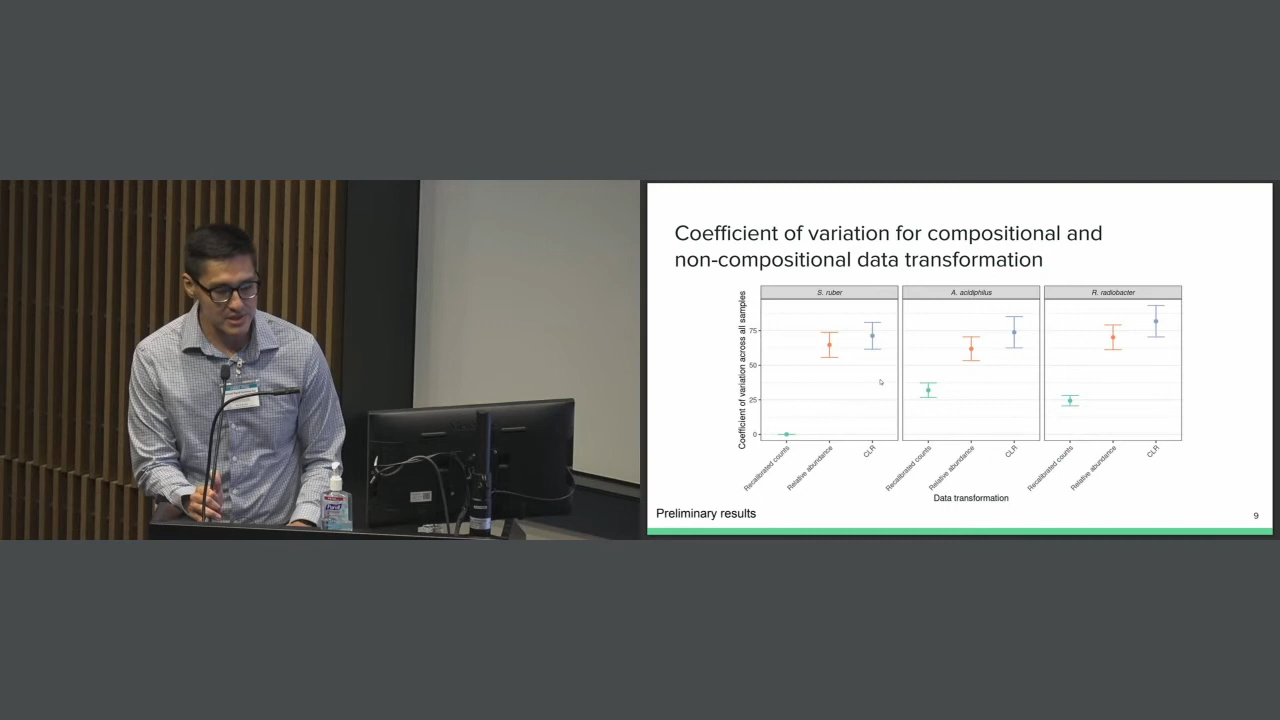 Coefficient of variation for compositional and
non-compositional data transformation
S. ruber
A. acidiphilus
R. radiobacter
Coefficient of variation across all samples
75
50
25
0
Recalibrated counts
Relative abundance
CLR
Recalibrated counts
Relative abundance
CLR
Recalibrated counts
Relative abundance
CLR
Data transformation
Preliminary results
9